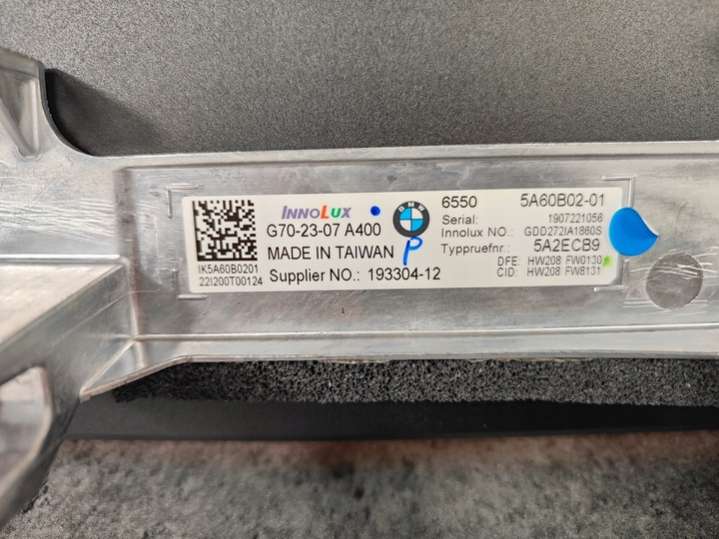 IK5A60B0201
22I200T00124
INNOLUX
G70-23-07 A400
MADE IN TAIWAN P
Supplier NO.: 193304-12
BMW
6550 5A60B02-01
Serial: 1907221056
Innolux NO.: GDD272IA1860S
Typpruefnr.: 5A2ECB9
DFE: HW208 FW0130
CID: HW208 FW8131